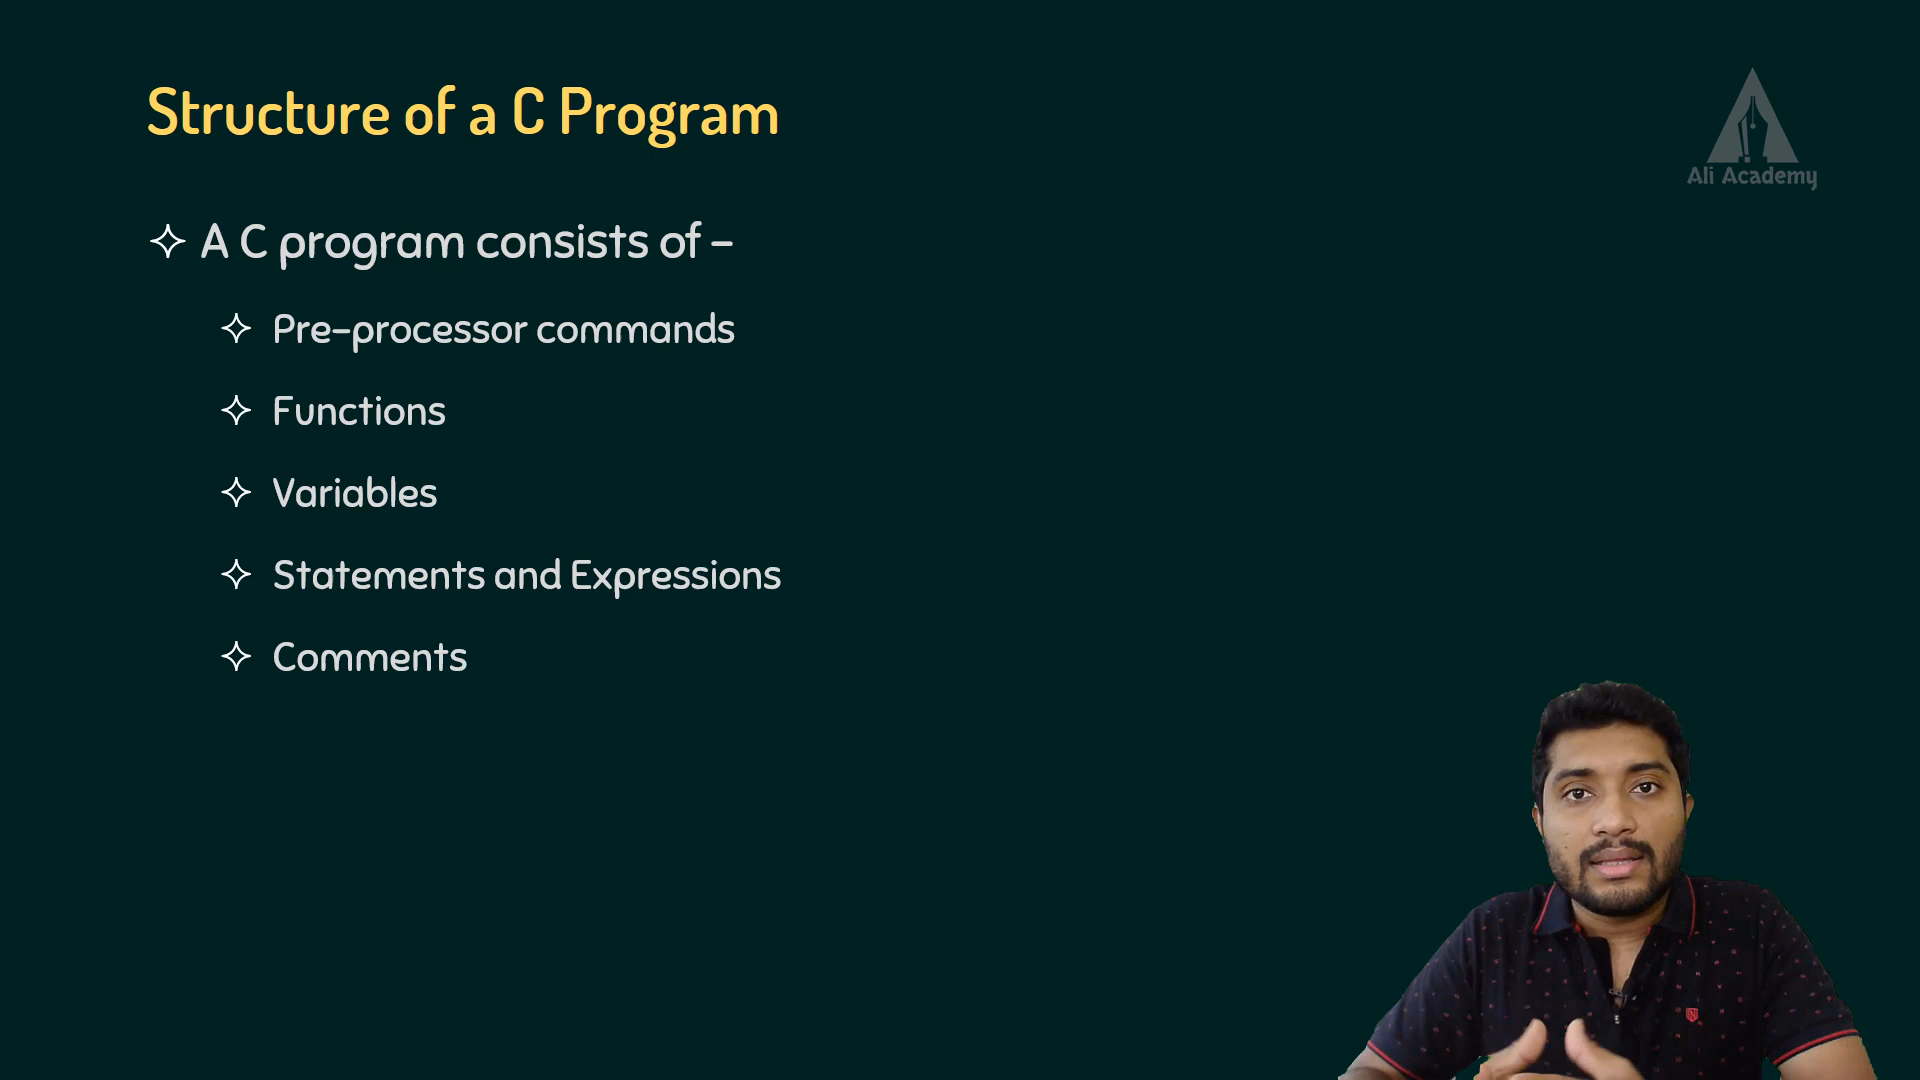 Structure of a C Program
Ali Academy
A C program consists of –
Pre-processor commands
Functions
Variables
Statements and Expressions
Comments